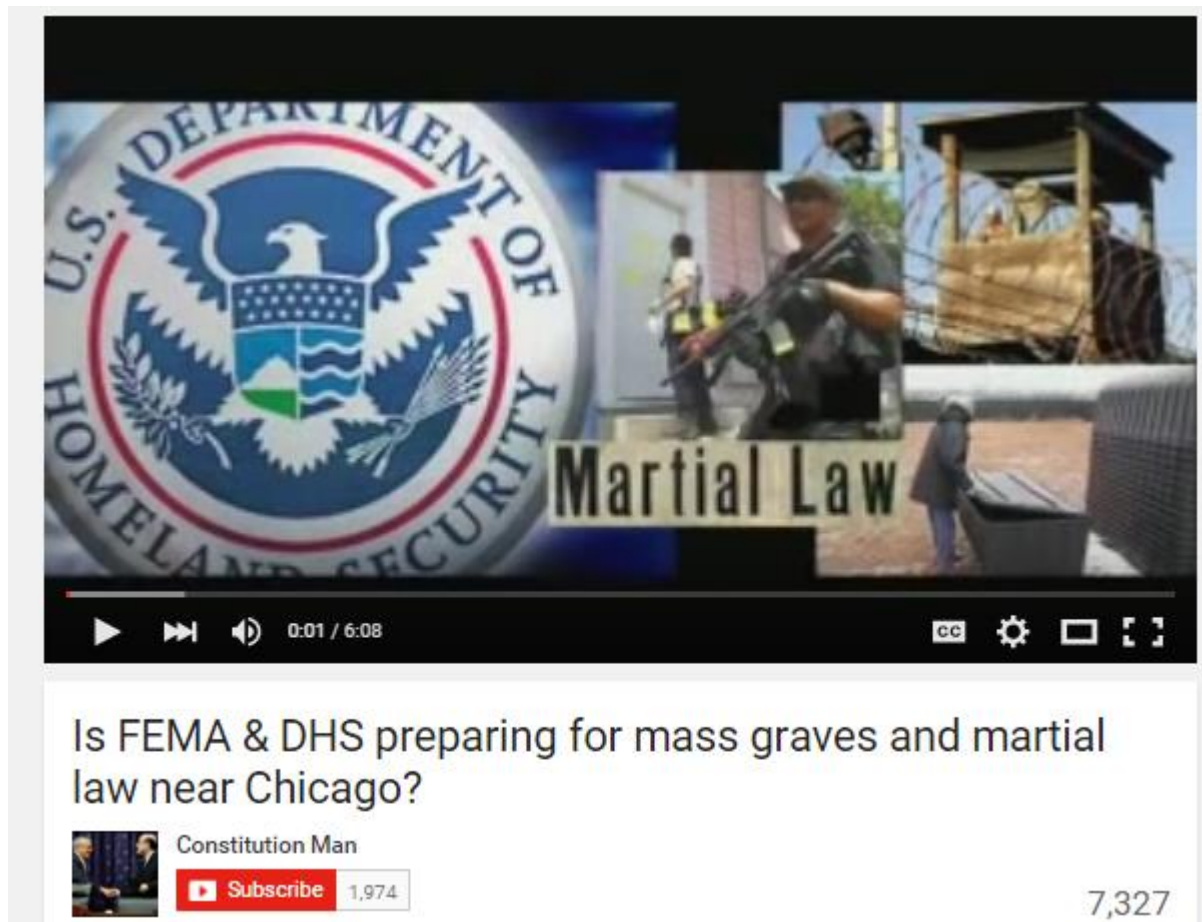 U.S. DEPARTMENT OF
HOMELAND SECURITY
Martial Law
0:01 / 6:08
CC
Is FEMA & DHS preparing for mass graves and martial
law near Chicago?
Constitution Man
Subscribe 1,974
7,327